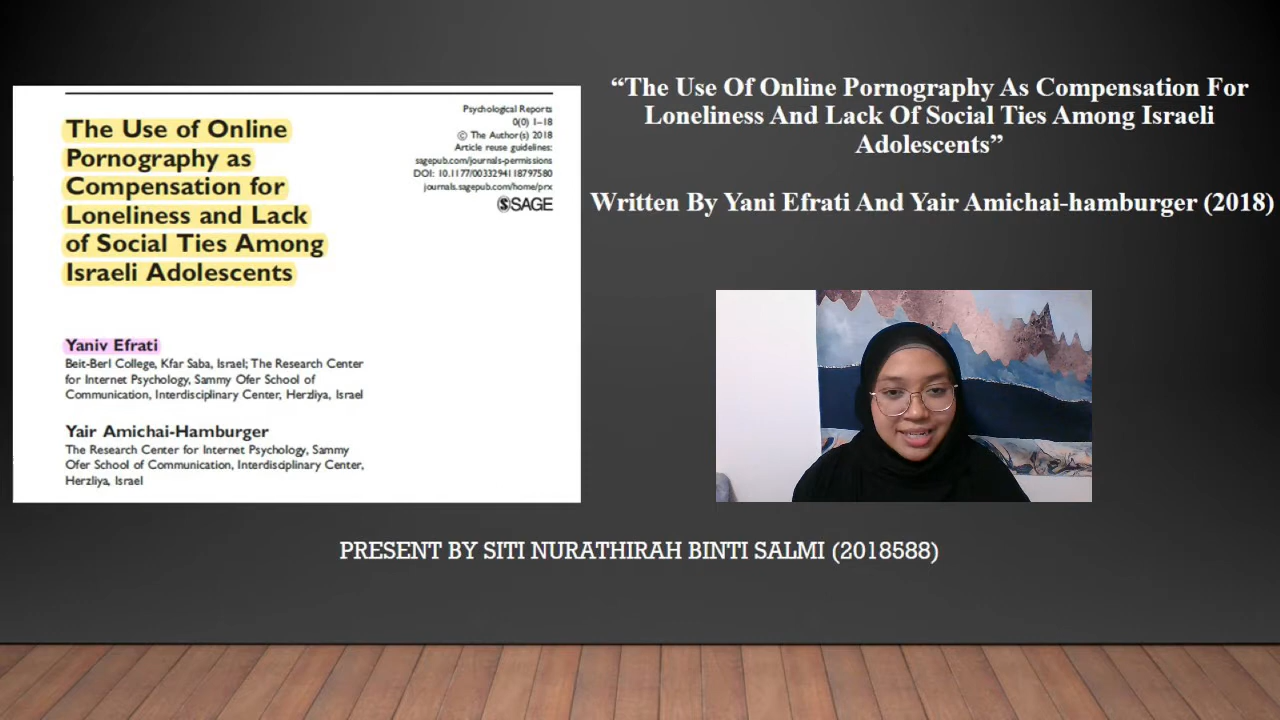 The Use of Online
Pornography as
Compensation for
Loneliness and Lack
of Social Ties Among
Israeli Adolescents
Psychological Reports
0(0) 1–18
© The Author(s) 2018
Article reuse guidelines:
sagepub.com/journals-permissions
DOI: 10.1177/0033294118797580
journals.sagepub.com/home/prx
SAGE
Yaniv Efrati
Beit-Berl College, Kfar Saba, Israel; The Research Center
for Internet Psychology, Sammy Ofer School of
Communication, Interdisciplinary Center, Herzliya, Israel
Yair Amichai-Hamburger
The Research Center for Internet Psychology, Sammy
Ofer School of Communication, Interdisciplinary Center,
Herzliya, Israel
“The Use Of Online Pornography As Compensation For
Loneliness And Lack Of Social Ties Among Israeli
Adolescents”
Written By Yani Efrati And Yair Amichai-hamburger (2018)
PRESENT BY SITI NURATHIRAH BINTI SALMI (2018588)